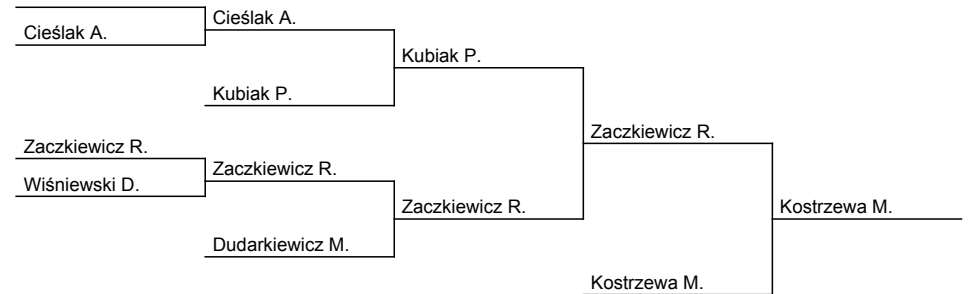 Cieślak A.
Cieślak A.
Kubiak P.
Kubiak P.
Zaczkiewicz R.
Zaczkiewicz R.
Wiśniewski D.
Zaczkiewicz R.
Zaczkiewicz R.
Kostrzewa M.
Dudarkiewicz M.
Kostrzewa M.